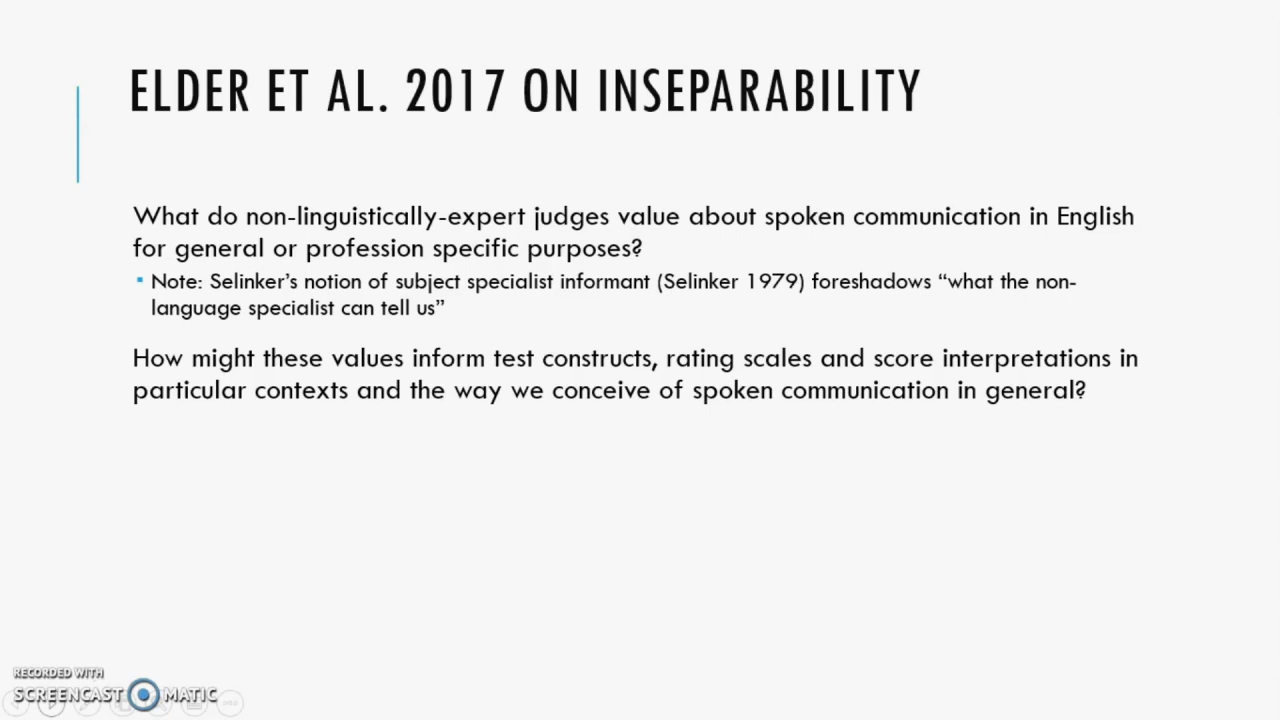 ELDER ET AL. 2017 ON INSEPARABILITY
What do non-linguistically-expert judges value about spoken communication in English
for general or profession specific purposes?
▪ Note: Selinker’s notion of subject specialist informant (Selinker 1979) foreshadows “what the non-
language specialist can tell us”
How might these values inform test constructs, rating scales and score interpretations in
particular contexts and the way we conceive of spoken communication in general?
RECORDED WITH
SCREENCAST MATIC